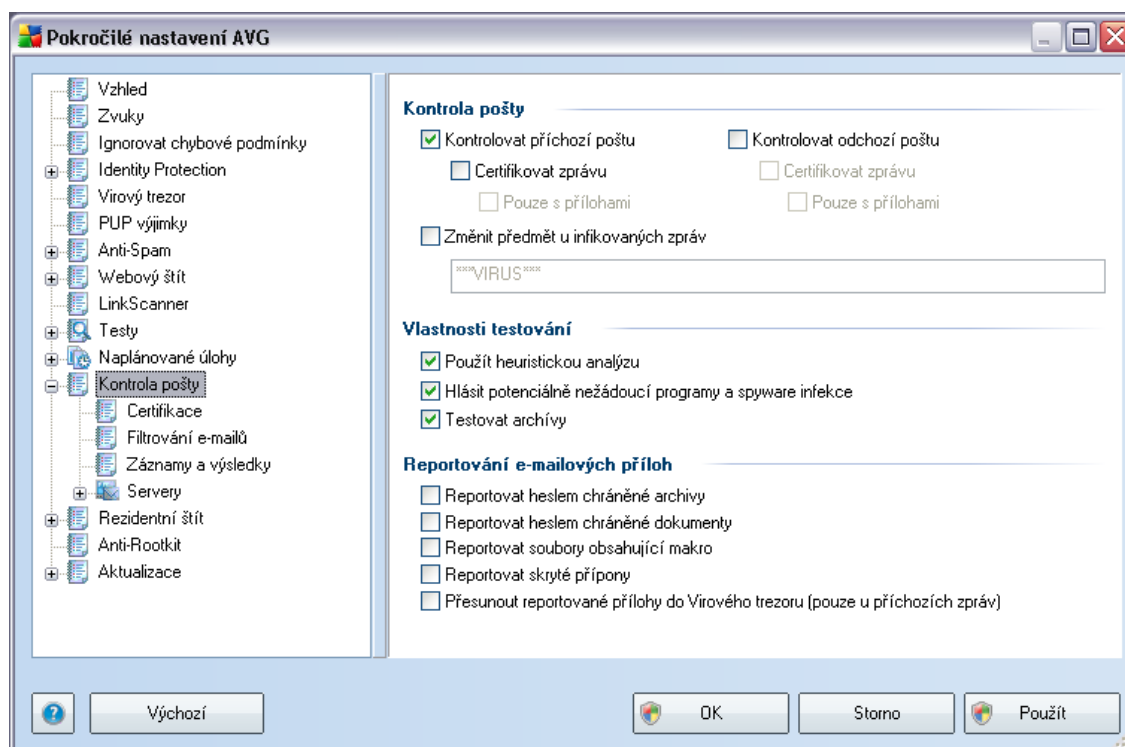 Pokročilé nastavení AVG
Vzhled
Zvuky
Ignorovat chybové podmínky
Identity Protection
Virový trezor
PUP výjimky
Anti-Spam
Webový štít
LinkScanner
Testy
Naplánované úlohy
Kontrola pošty
Certifikace
Filtrování e-mailů
Záznamy a výsledky
Servery
Rezidentní štít
Anti-Rootkit
Aktualizace
Kontrola pošty
Kontrolovat příchozí poštu Kontrolovat odchozí poštu
Certifikovat zprávu Certifikovat zprávu
Pouze s přílohami Pouze s přílohami
Změnit předmět u infikovaných zpráv
***VIRUS***
Vlastnosti testování
Použít heuristickou analýzu
Hlásit potenciálně nežádoucí programy a spyware infekce
Testovat archívy
Reportování e-mailových příloh
Reportovat heslem chráněné archivy
Reportovat heslem chráněné dokumenty
Reportovat soubory obsahující makro
Reportovat skryté přípony
Přesunout reportované přílohy do Virového trezoru (pouze u příchozích zpráv)
? Výchozí OK Storno Použít